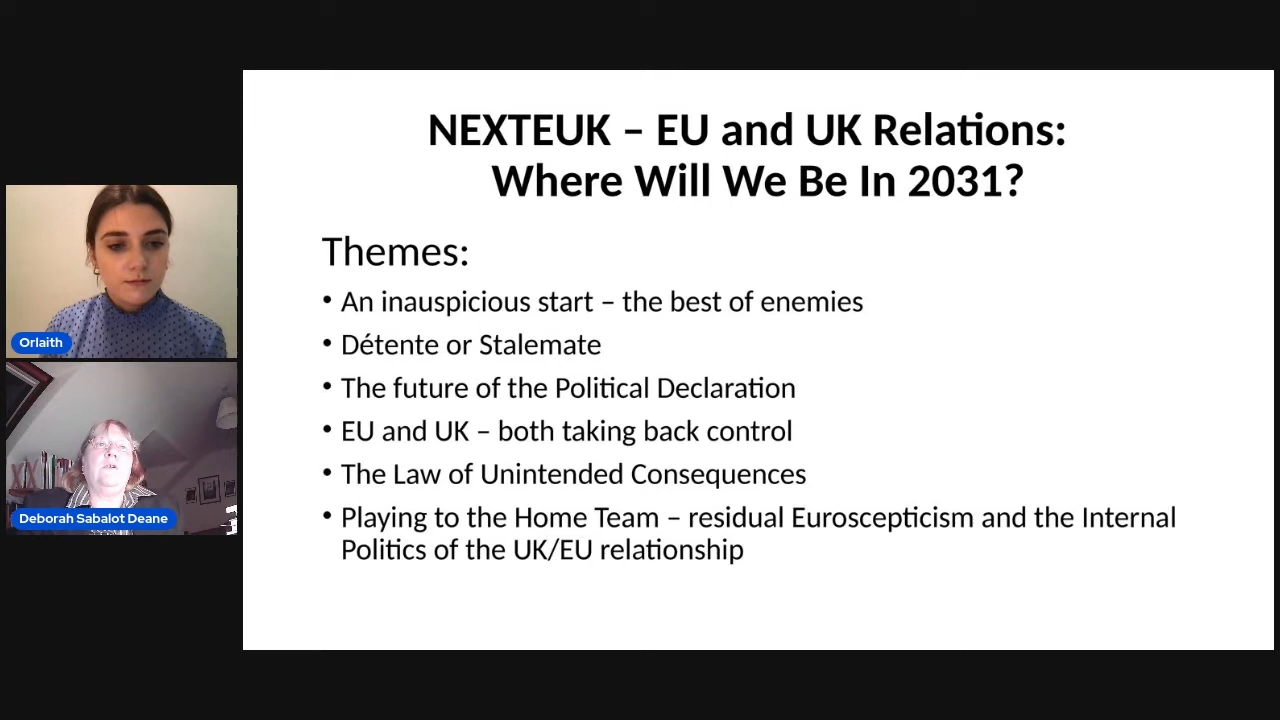 NEXTEUK – EU and UK Relations:
Where Will We Be In 2031?
Themes:
• An inauspicious start – the best of enemies
• Détente or Stalemate
• The future of the Political Declaration
• EU and UK – both taking back control
• The Law of Unintended Consequences
• Playing to the Home Team – residual Euroscepticism and the Internal
Politics of the UK/EU relationship
Orlaith
Deborah Sabalot Deane